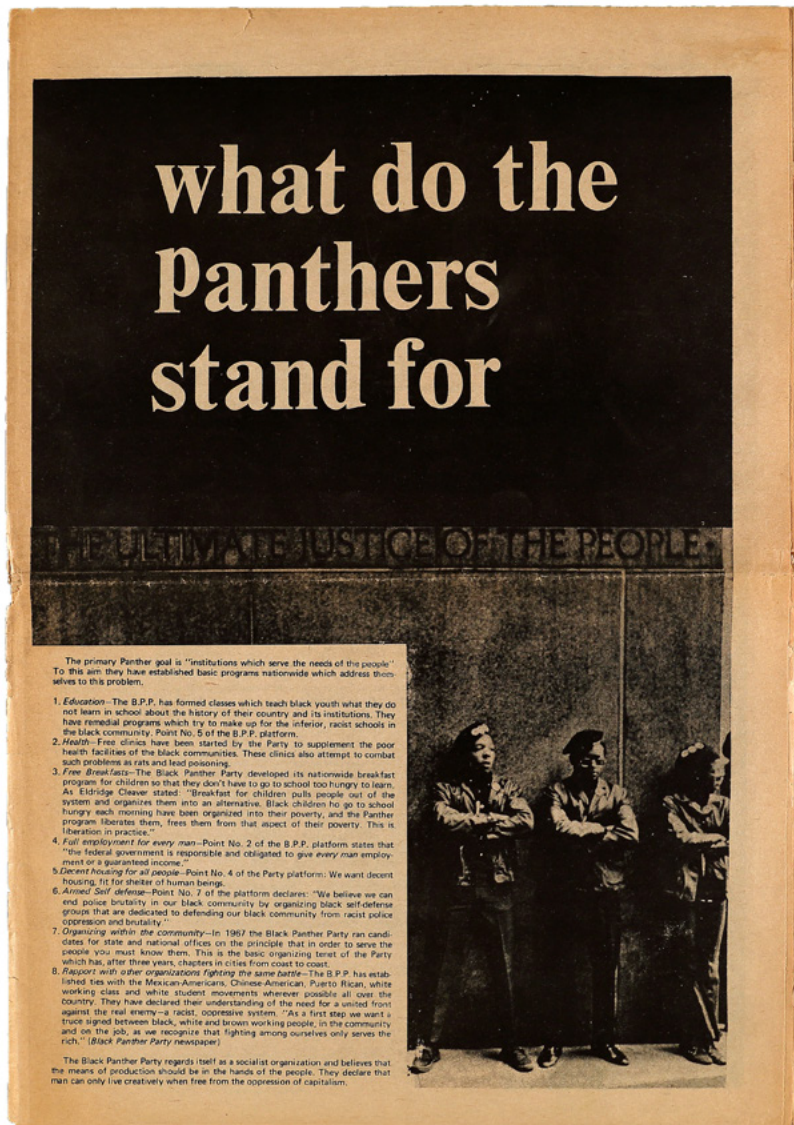 what do the
panthers
stand for
THE ULTIMATE JUSTICE OF THE PEOPLE
The primary Panther goal is "institutions which serve the needs of the people"
To this aim they have established basic programs nationwide which address them-
selves to this problem.
1. Education—The B.P.P. has formed classes which teach black youth what they do
not learn in school about the history of their country and its institutions. They
have remedial programs which try to make up for the inferior, racist schools in
the black community. Point No. 5 of the B.P.P. platform.
2. Health—Free clinics have been started by the Party to supplement the poor
health facilities of the black communities. These clinics also attempt to combat
such problems as rats and lead poisoning.
3. Free Breakfasts—The Black Panther Party developed its nationwide breakfast
program for children so that they don't have to go to school too hungry to learn.
As Eldridge Cleaver stated: "Breakfast for children pulls people out of the
system and organizes them into an alternative. Black children ho go to school
hungry each morning have been organized into their poverty, and the Panther
program liberates them, frees them from that aspect of their poverty. This is
liberation in practice."
4. Full employment for every man—Point No. 2 of the B.P.P. platform states that
"the federal government is responsible and obligated to give every man employ-
ment or a guaranteed income."
5. Decent housing for all people—Point No. 4 of the Party platform: We want decent
housing, fit for shelter of human beings.
6. Armed Self defense—Point No. 7 of the platform declares: "We believe we can
end police brutality in our black community by organizing black self-defense
groups that are dedicated to defending our black community from racist police
oppression and brutality."
7. Organizing within the community—In 1967 the Black Panther Party ran candi-
dates for state and national offices on the principle that in order to serve the
people you must know them. This is the basic organizing tenet of the Party
which has, after three years, chapters in cities from coast to coast.
8. Rapport with other organizations fighting the same battle—The B.P.P. has estab-
lished ties with the Mexican-Americans, Chinese-American, Puerto Rican, white
working class and white student movements wherever possible all over the
country. They have declared their understanding of the need for a united front
against the real enemy—a racist, oppressive system. "As a first step we want a
truce signed between black, white and brown working people, in the community
and on the job, as we recognize that fighting among ourselves only serves the
rich." (Black Panther Party newspaper)
The Black Panther Party regards itself as a socialist organization and believes that
the means of production should be in the hands of the people. They declare that
man can only live creatively when free from the oppression of capitalism.